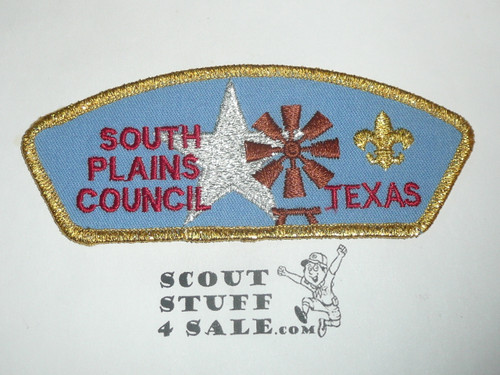 SOUTH
PLAINS
COUNCIL
TEXAS
SCOUT
STUFF
4 SALE.com